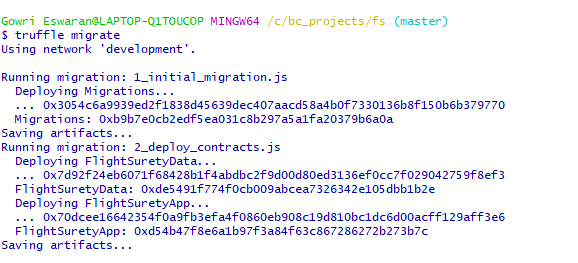 Gowri Eswaran@LAPTOP-Q1TOUCOP MINGW64 /c/bc_projects/fs (master)
$ truffle migrate
Using network 'development'.
Running migration: 1_initial_migration.js
Deploying Migrations...
... 0x3054c6a9939ed2f1838d45639dec407aacd58a4b0f7330136b8f150b6b379770
Migrations: 0xb9b7e0cb2edf5ea031c8b297a5a1fa20379b6a0a
Saving artifacts...
Running migration: 2_deploy_contracts.js
Deploying FlightSuretyData...
... 0x7d92f24eb6071f68428b1f4abdbc2f9d00d80ed3136ef0cc7f029042759f8ef3
FlightSuretyData: 0xde5491f774f0cb009abcea7326342e105dbb1b2e
Deploying FlightSuretyApp...
... 0x70dcee16642354f0a9fb3efa4f0860eb908c19d810bc1dc6d00acff129aff3e6
FlightSuretyApp: 0xd54b47f8e6a1b97f3a84f63c867286272b273b7c
Saving artifacts...